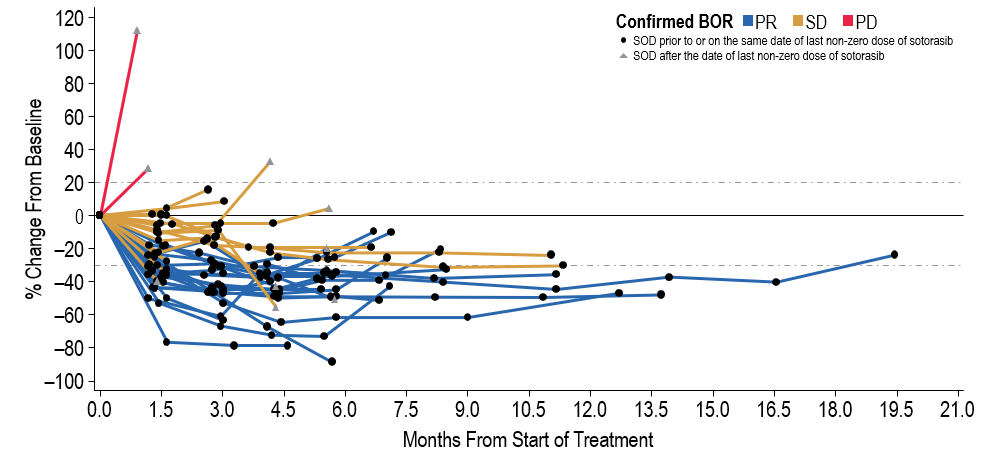 Confirmed BOR PR SD PD
SOD prior to or on the same date of last non-zero dose of sotorasib
SOD after the date of last non-zero dose of sotorasib
% Change From Baseline
120
100
80
60
40
20
0
−20
−40
−60
−80
−100
0.0 1.5 3.0 4.5 6.0 7.5 9.0 10.5 12.0 13.5 15.0 16.5 18.0 19.5 21.0
Months From Start of Treatment